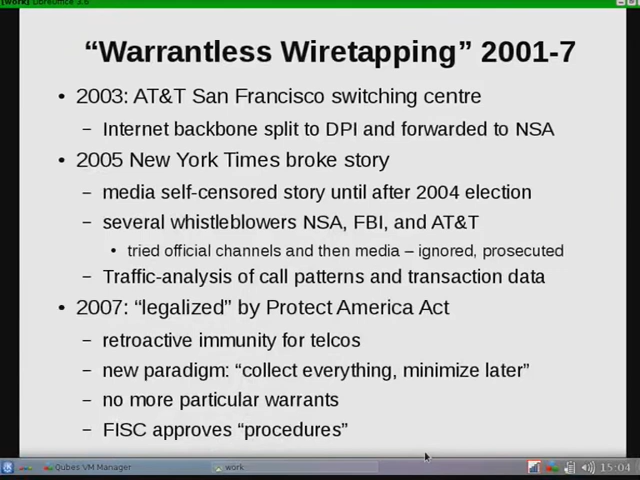 [work] LibreOffice 3.6
“Warrantless Wiretapping” 2001-7
• 2003: AT&T San Francisco switching centre
– Internet backbone split to DPI and forwarded to NSA
• 2005 New York Times broke story
– media self-censored story until after 2004 election
– several whistleblowers NSA, FBI, and AT&T
• tried official channels and then media – ignored, prosecuted
– Traffic-analysis of call patterns and transaction data
• 2007: “legalized” by Protect America Act
– retroactive immunity for telcos
– new paradigm: “collect everything, minimize later”
– no more particular warrants
– FISC approves “procedures”
Qubes VM Manager
work
15:04